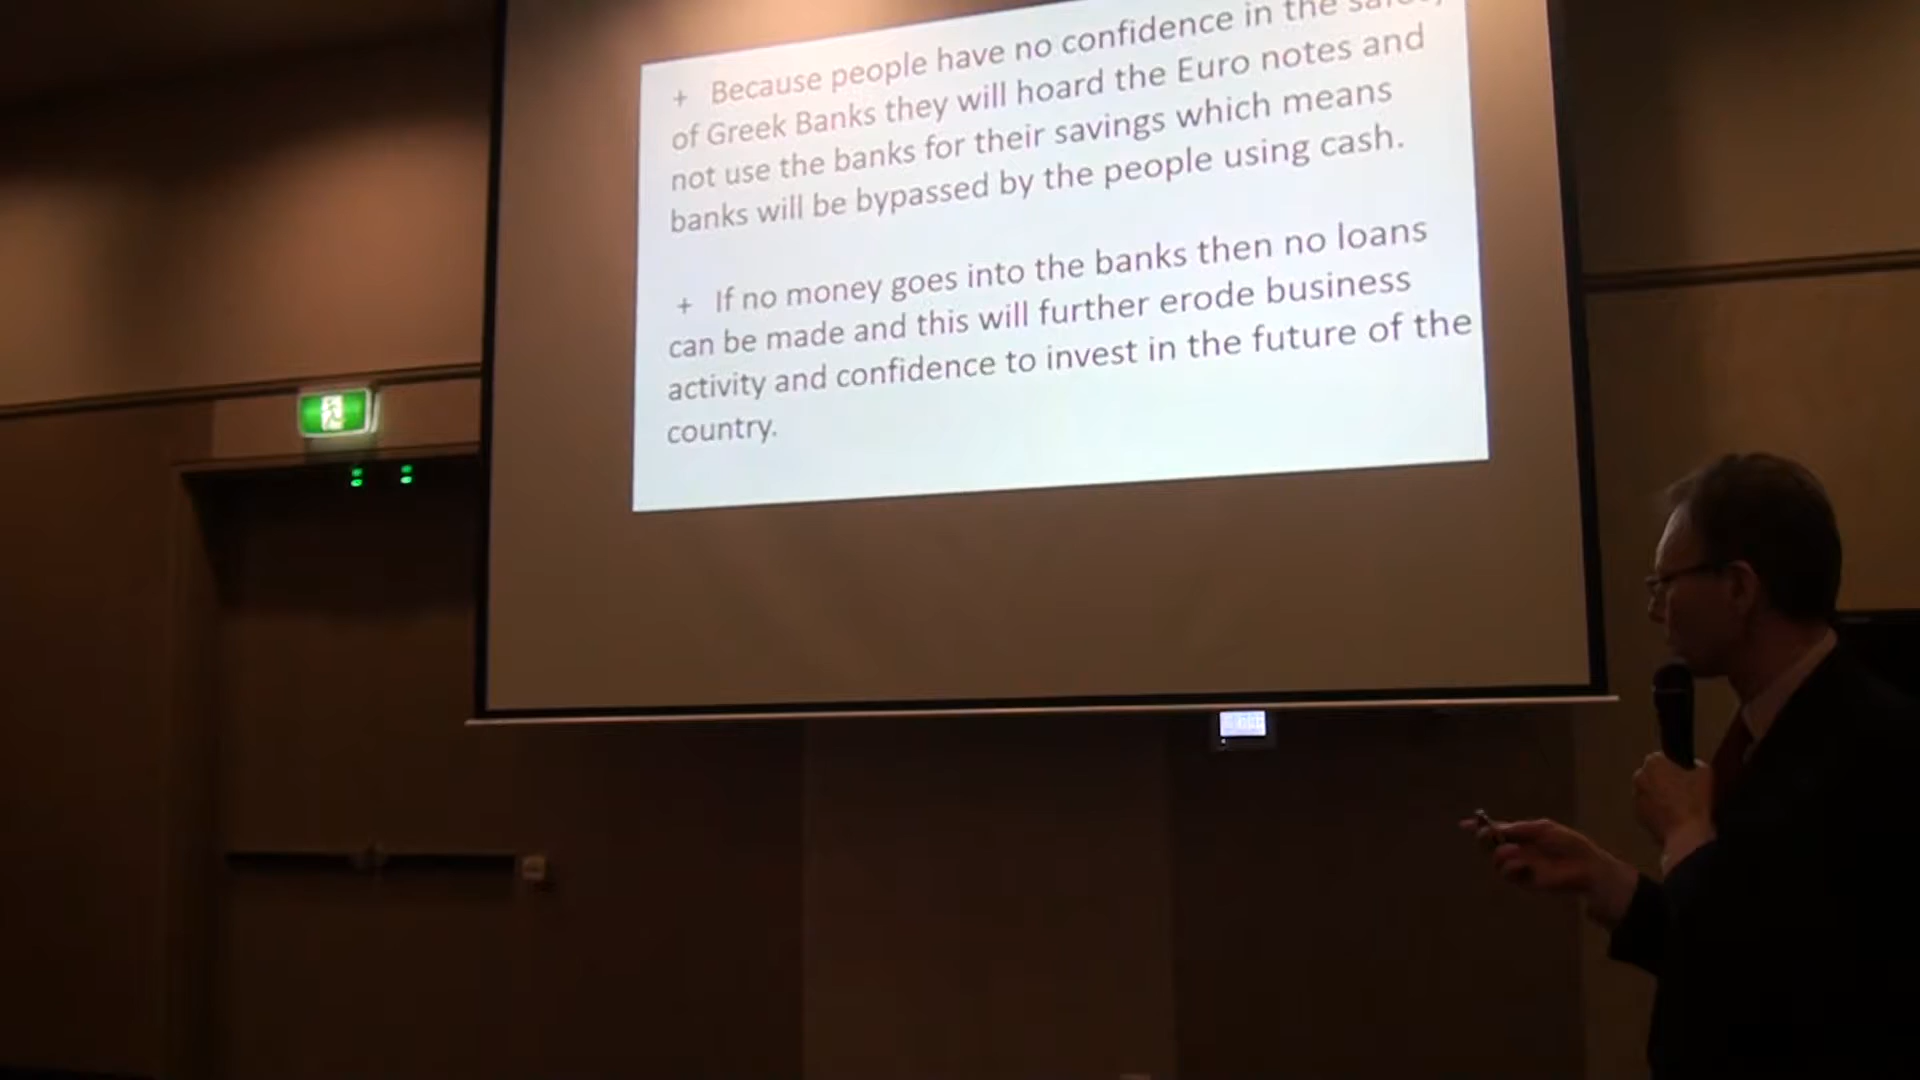 + Because people have no confidence in the
of Greek Banks they will hoard the Euro notes and
not use the banks for their savings which means
banks will be bypassed by the people using cash.
+ If no money goes into the banks then no loans
can be made and this will further erode business
activity and confidence to invest in the future of the
country.